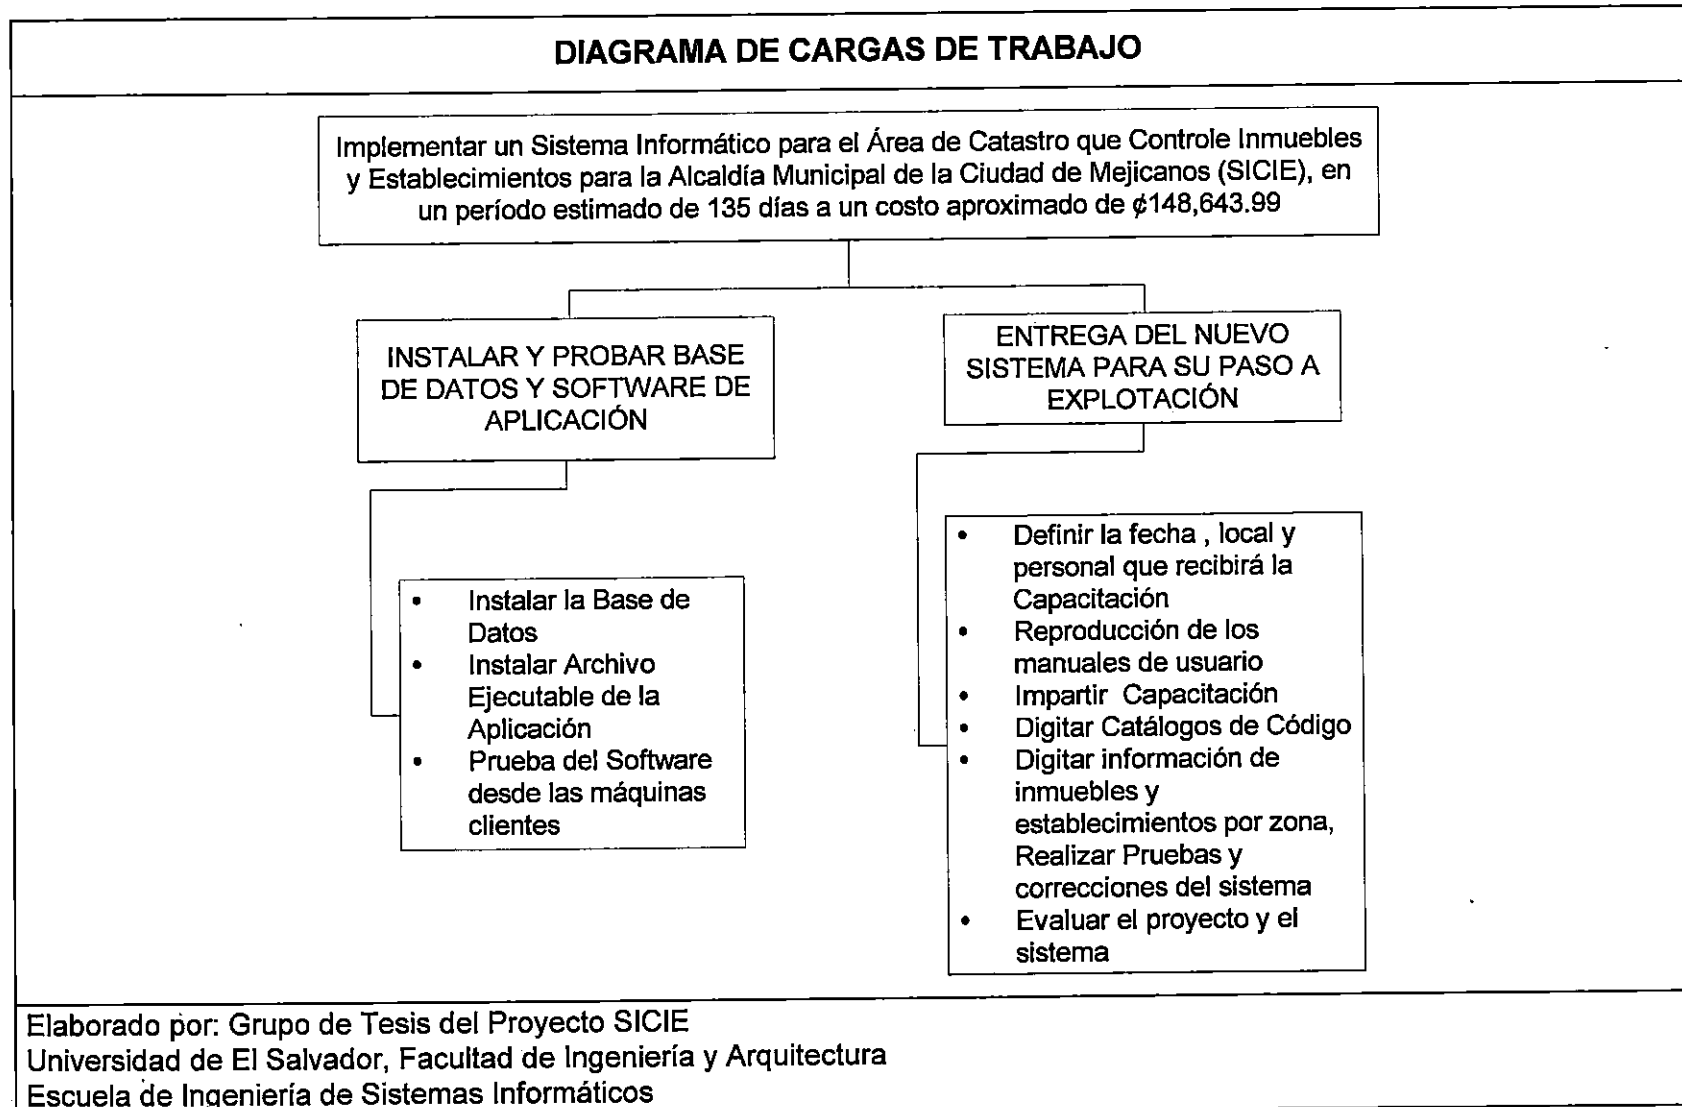 DIAGRAMA DE CARGAS DE TRABAJO
Implementar un Sistema Informático para el Área de Catastro que Controle Inmuebles
y Establecimientos para la Alcaldía Municipal de la Ciudad de Mejicanos (SICIE), en
un período estimado de 135 días a un costo aproximado de ¢148,643.99
INSTALAR Y PROBAR BASE
DE DATOS Y SOFTWARE DE
APLICACIÓN
• Instalar la Base de
Datos
• Instalar Archivo
Ejecutable de la
Aplicación
• Prueba del Software
desde las máquinas
clientes
ENTREGA DEL NUEVO
SISTEMA PARA SU PASO A
EXPLOTACIÓN
• Definir la fecha , local y
personal que recibirá la
Capacitación
• Reproducción de los
manuales de usuario
• Impartir Capacitación
• Digitar Catálogos de Código
• Digitar información de
inmuebles y
establecimientos por zona,
Realizar Pruebas y
correcciones del sistema
• Evaluar el proyecto y el
sistema
Elaborado por: Grupo de Tesis del Proyecto SICIE
Universidad de El Salvador, Facultad de Ingeniería y Arquitectura
Escuela de Ingeniería de Sistemas Informáticos